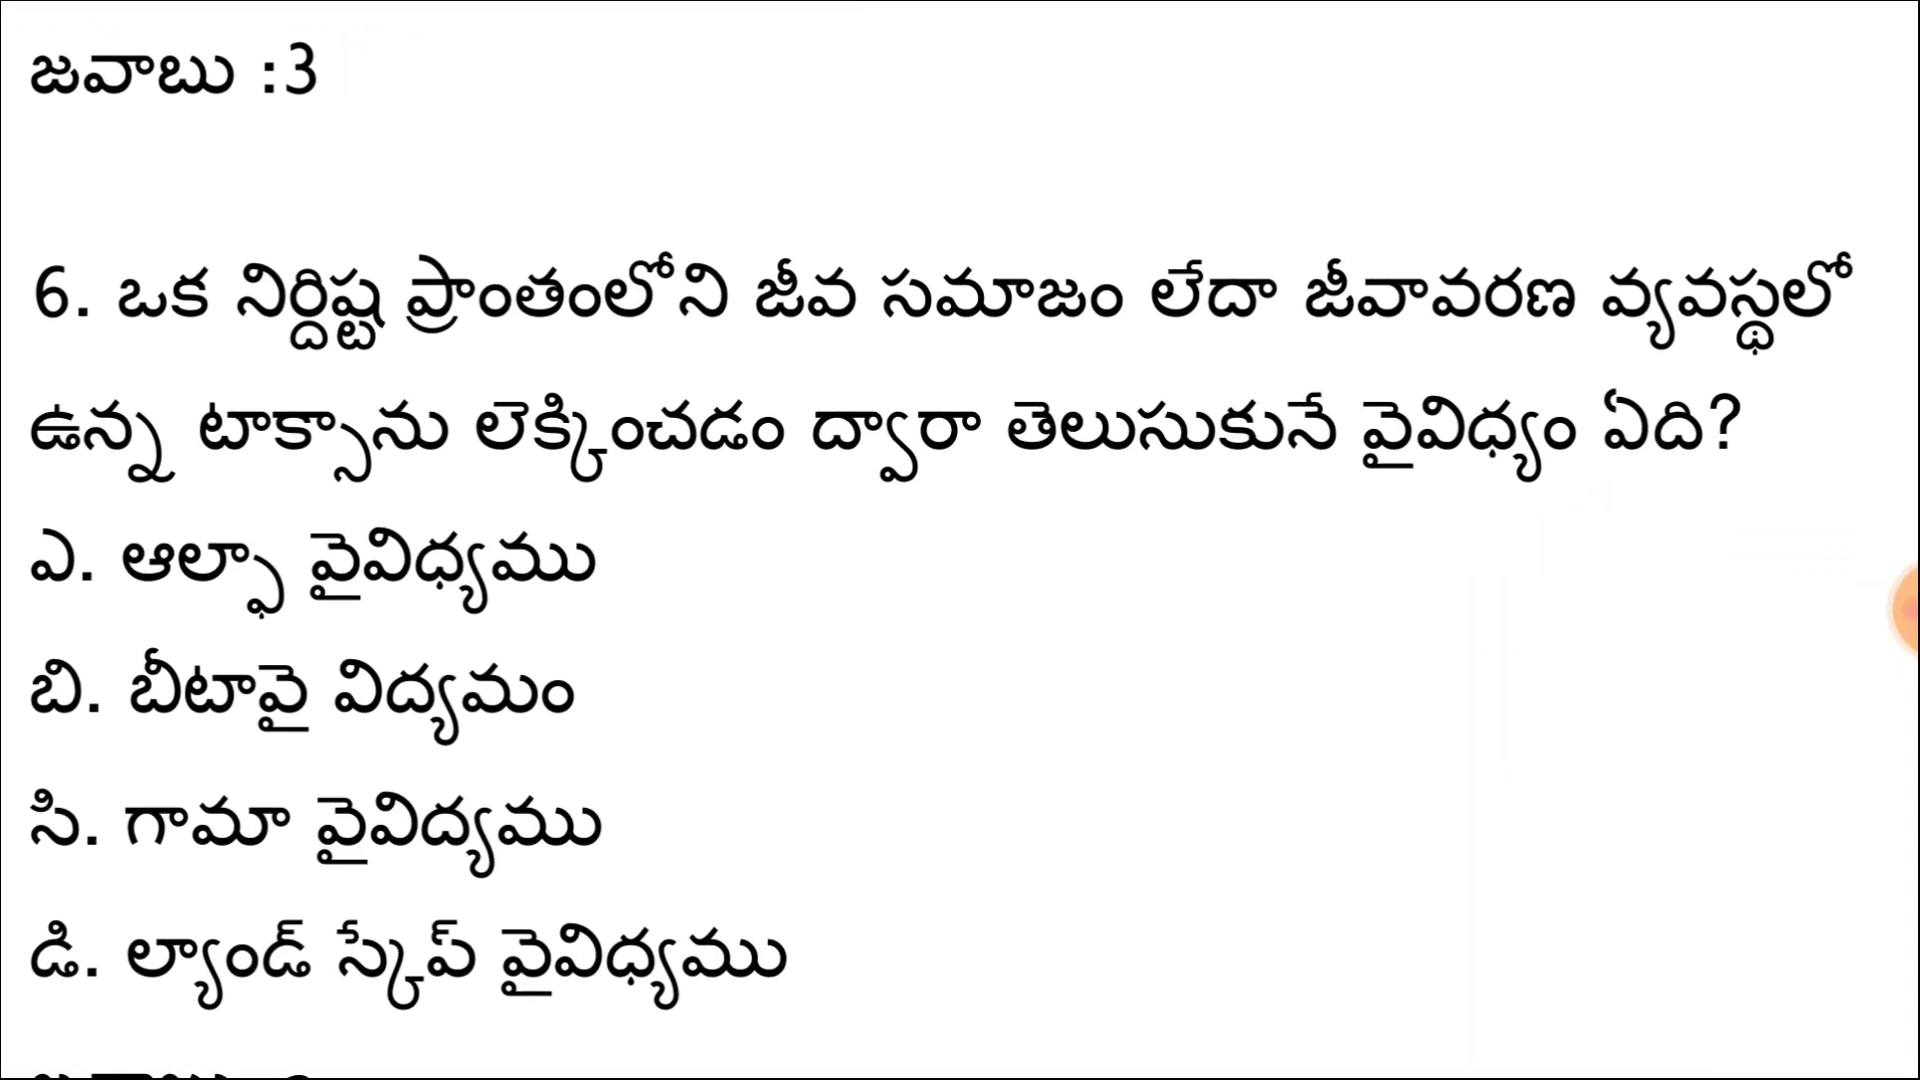 జవాబు :3
6. ఒక నిర్దిష్ట ప్రాంతంలోని జీవ సమాజం లేదా జీవావరణ వ్యవస్థలో
ఉన్న టాక్సాను లెక్కించడం ద్వారా తెలుసుకునే వైవిధ్యం ఏది?
ఎ. ఆల్ఫా వైవిధ్యము
బి. బీటావై విద్యమం
సి. గామా వైవిద్యము
డి. ల్యాండ్ స్కేప్ వైవిధ్యము